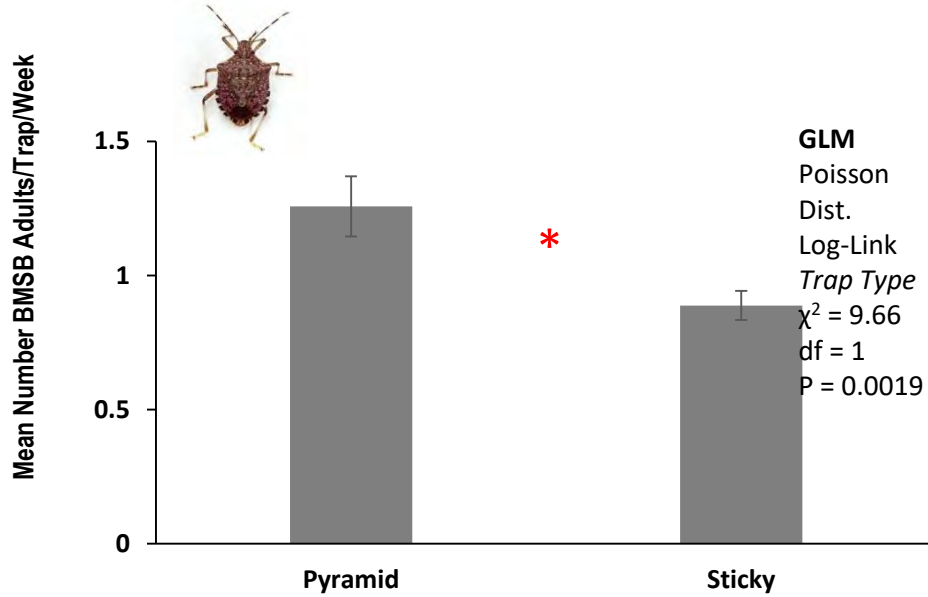 Mean Number BMSB Adults/Trap/Week
1.5
1
0.5
0
*
GLM
Poisson
Dist.
Log-Link
Trap Type
χ² = 9.66
df = 1
P = 0.0019
Pyramid
Sticky